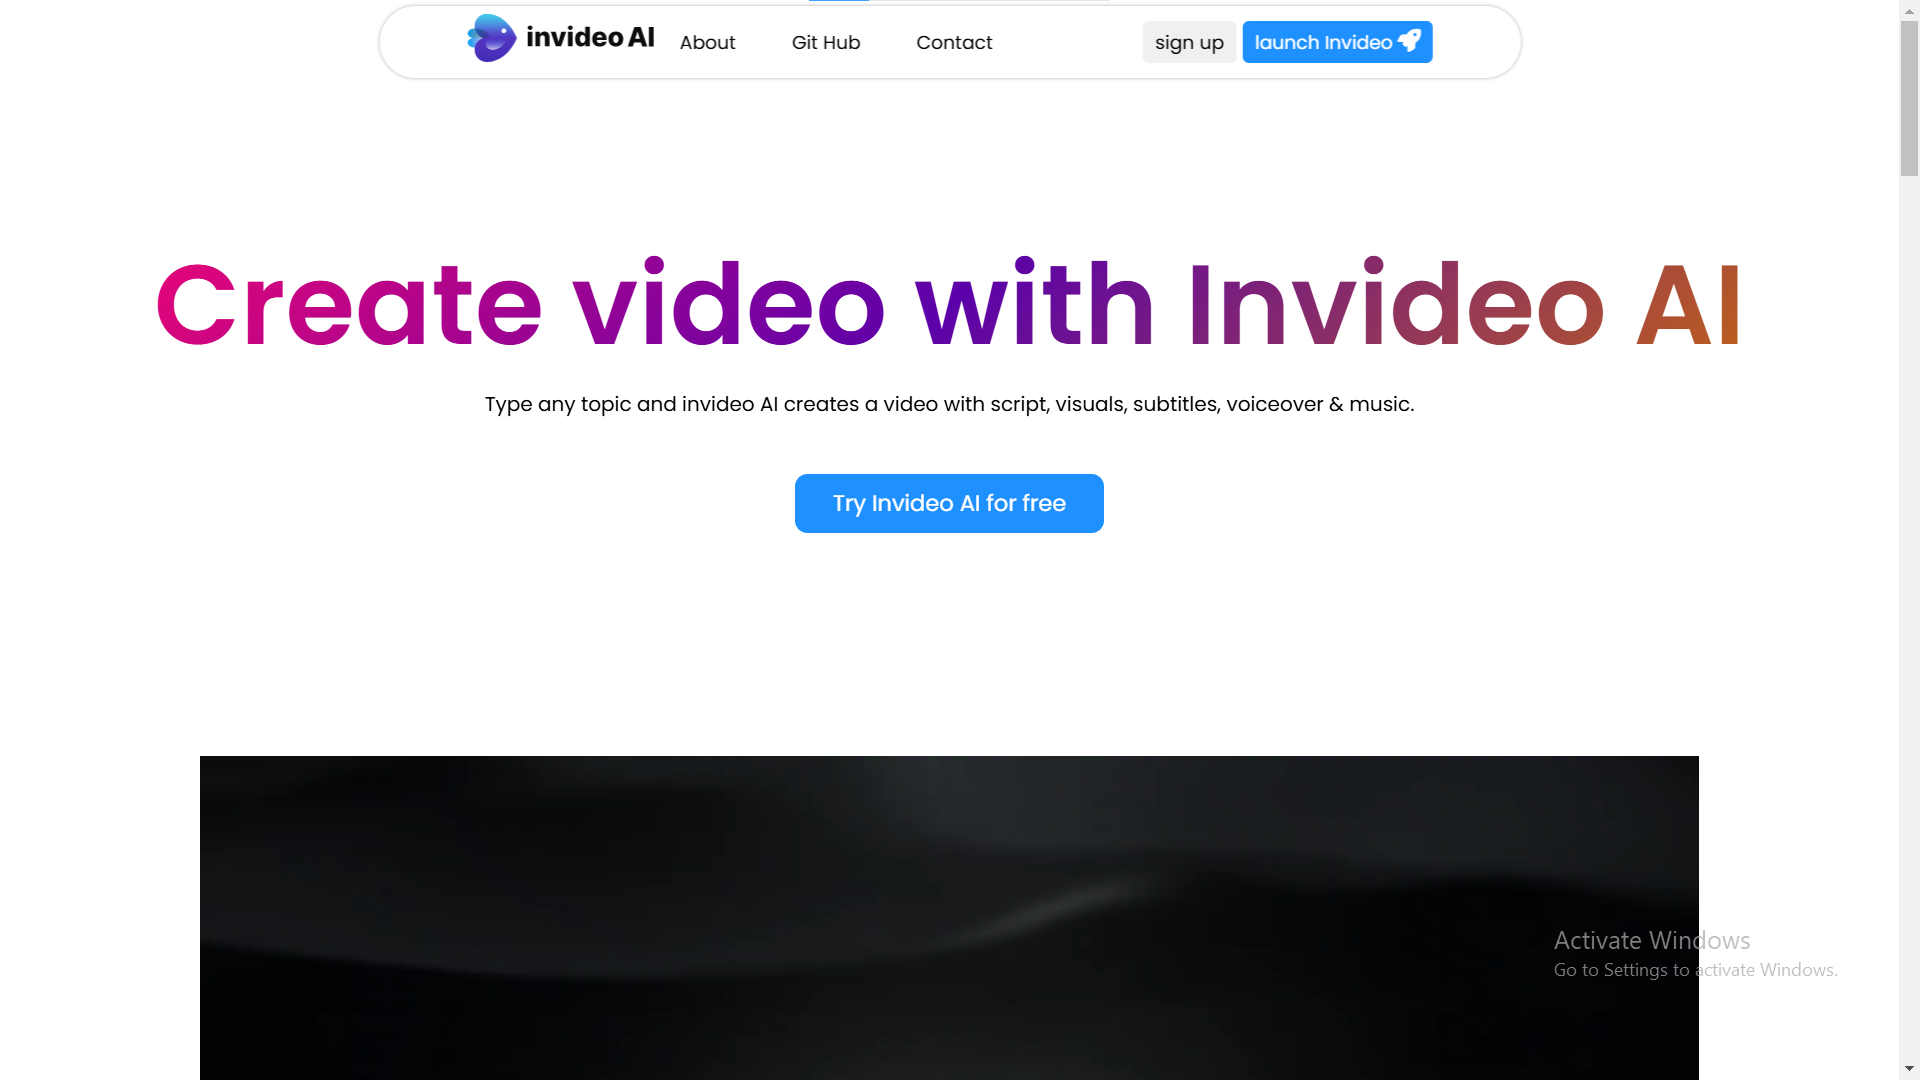 invideo AI
About
Git Hub
Contact
sign up
launch Invideo
Create video with Invideo AI
Type any topic and invideo AI creates a video with script, visuals, subtitles, voiceover & music.
Try Invideo AI for free
Activate Windows
Go to Settings to activate Windows.